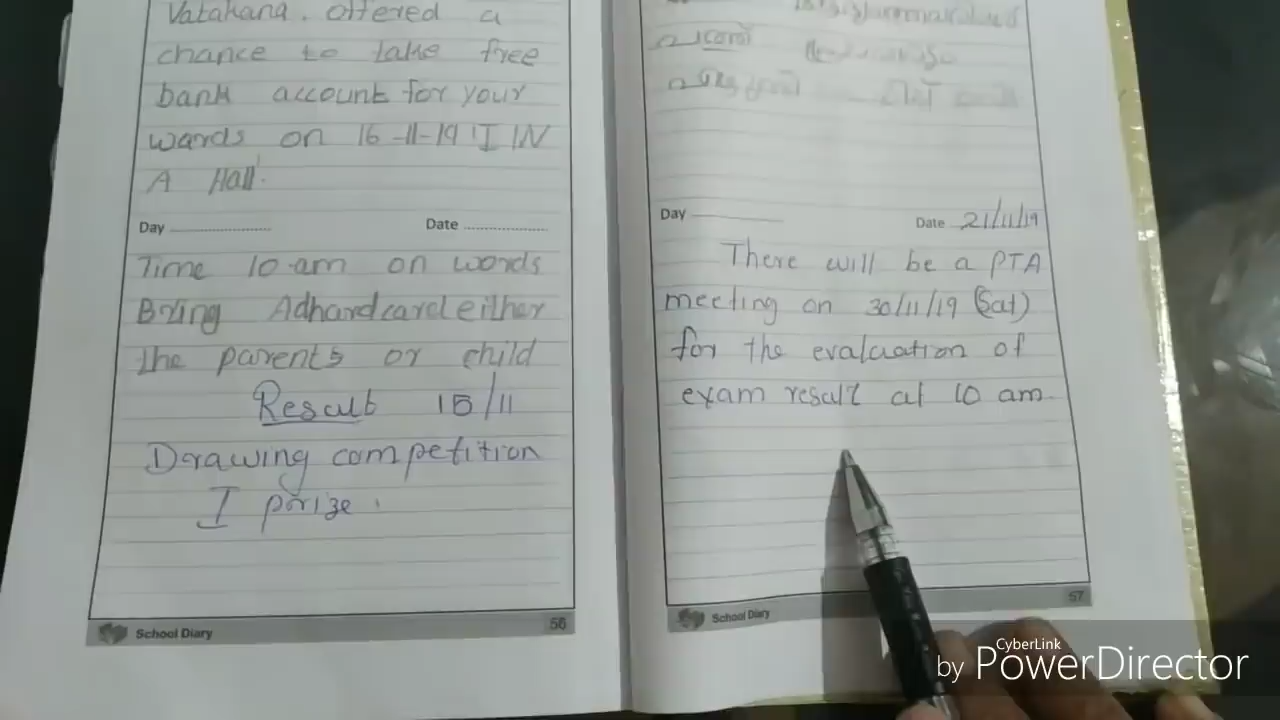 Vatakana. offered a
chance to take free
bank account for your
wards on 16-11-19 I IN
A Hall.
Day
Date
Time 10 am on words
Bring Adhardcard either
the parents or child
Result 15/11
Drawing competition
I prize.
School Diary
56
Day
Date 21/11/19
There will be a PTA
meeting on 30/11/19 (Sat)
for the evaluation of
exam result at 10 am.
School Diary
57
by CyberLink PowerDirector